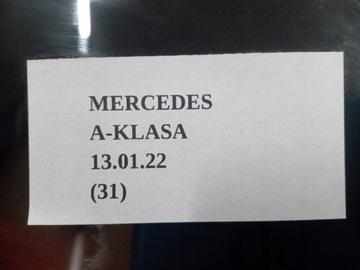 MERCEDES
A-KLASA
13.01.22
(31)